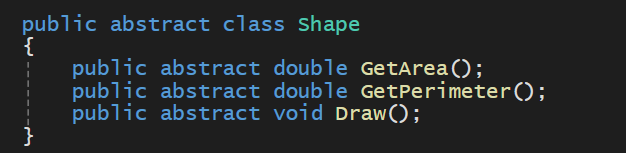 public abstract class Shape
{
    public abstract double GetArea();
    public abstract double GetPerimeter();
    public abstract void Draw();
}